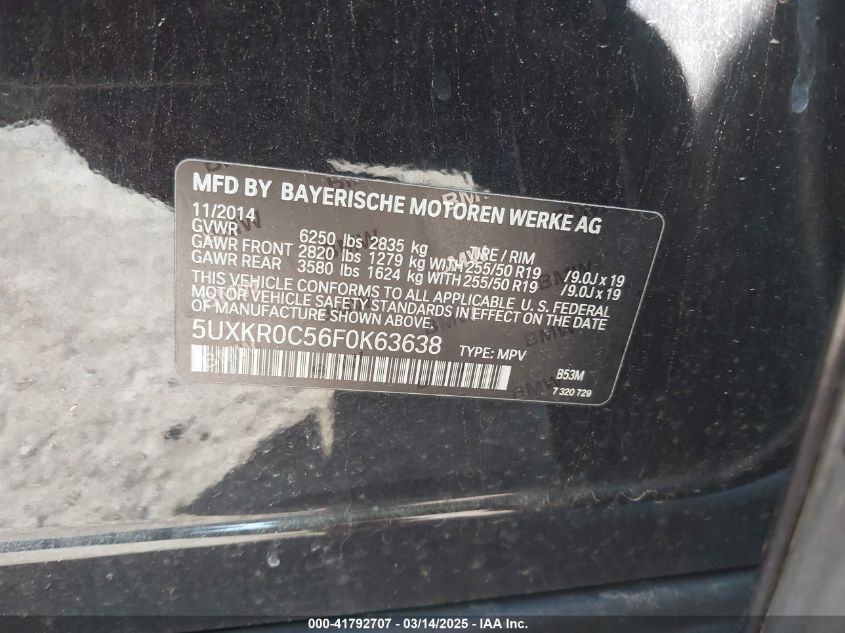 MFD BY BAYERISCHE MOTOREN WERKE AG
11/2014
GVWR 6250 lbs 2835 kg TIRE / RIM
GAWR FRONT 2820 lbs 1279 kg WITH 255/50 R19 /9.0J x 19
GAWR REAR 3580 lbs 1624 kg WITH 255/50 R19 /9.0J x 19
THIS VEHICLE CONFORMS TO ALL APPLICABLE U. S. FEDERAL
MOTOR VEHICLE SAFETY STANDARDS IN EFFECT ON THE DATE
OF MANUFACTURE SHOWN ABOVE.
5UXKR0C56F0K63638 TYPE: MPV
B53M
7 320 729
000-41792707 - 03/14/2025 - © IAA, Inc.